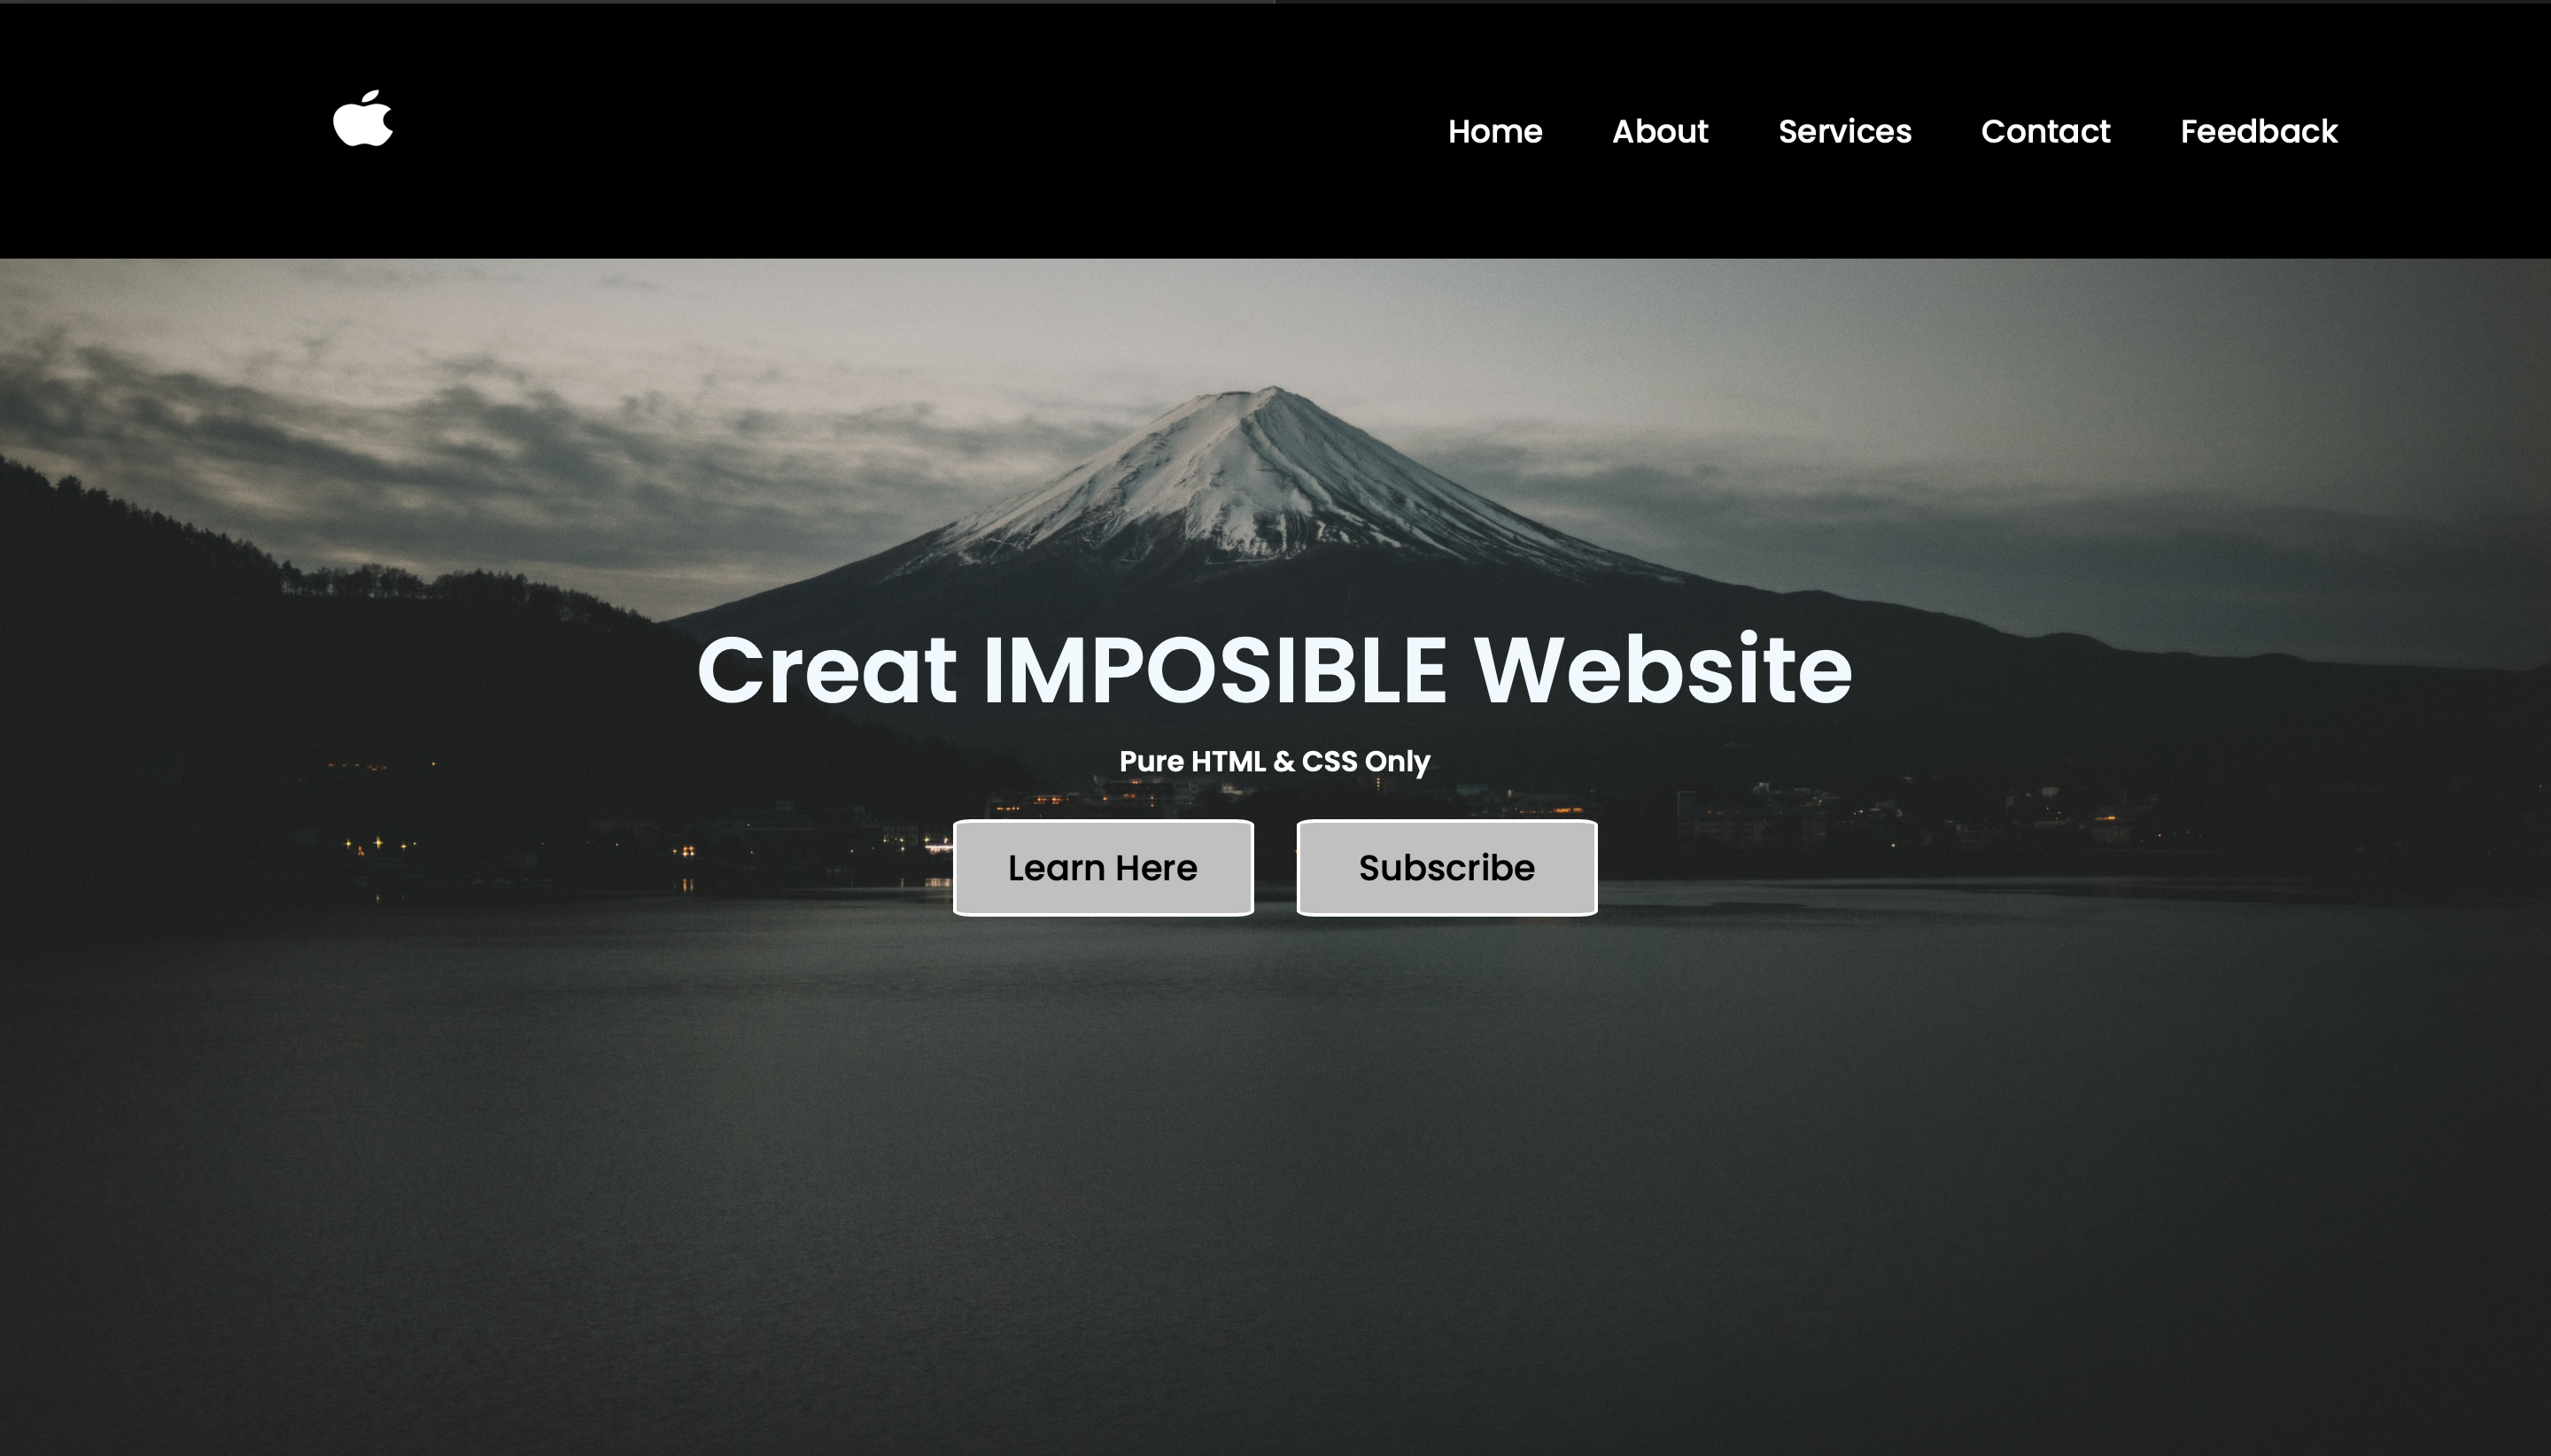 Home About Services Contact Feedback
Creat IMPOSIBLE Website
Pure HTML & CSS Only
Learn Here Subscribe